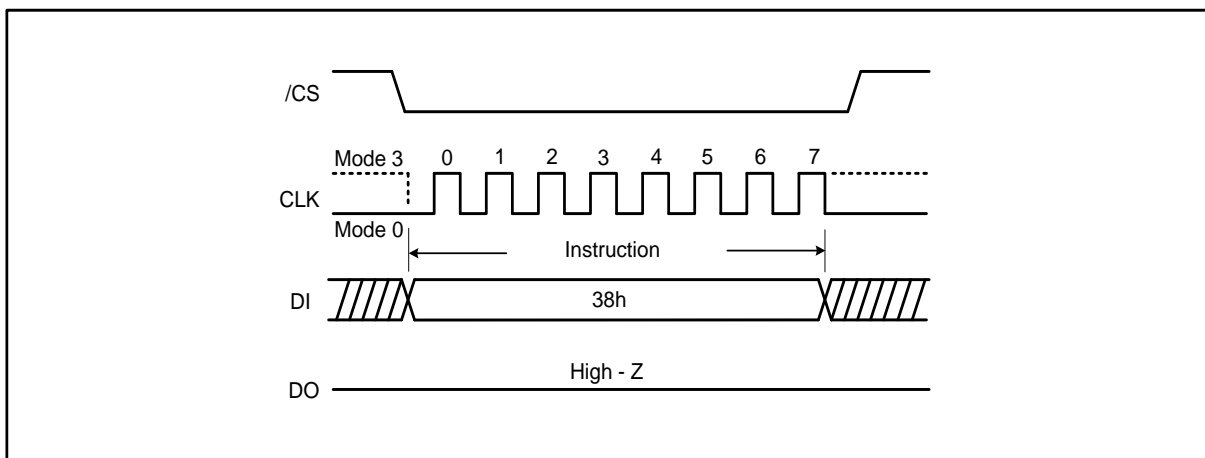 /CS
Mode 3 0 1 2 3 4 5 6 7
CLK
Mode 0
Instruction
DI 38h
High - Z
DO